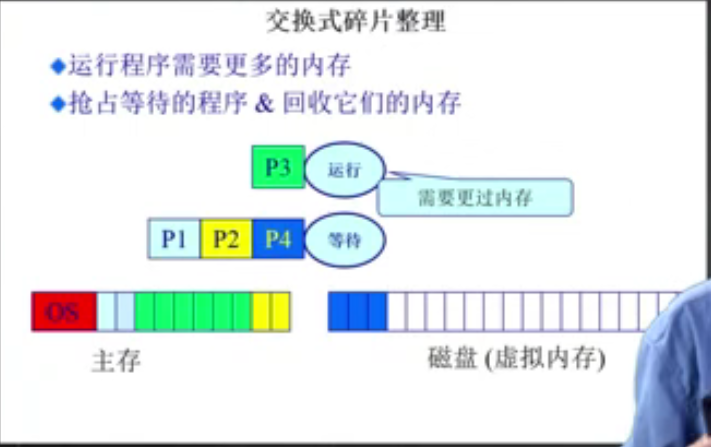 交换式碎片整理
◆运行程序需要更多的内存
◆抢占等待的程序 & 回收它们的内存
P3 运行
需要更过内存
P1 P2 P4 等待
OS
主存 磁盘 (虚拟内存)